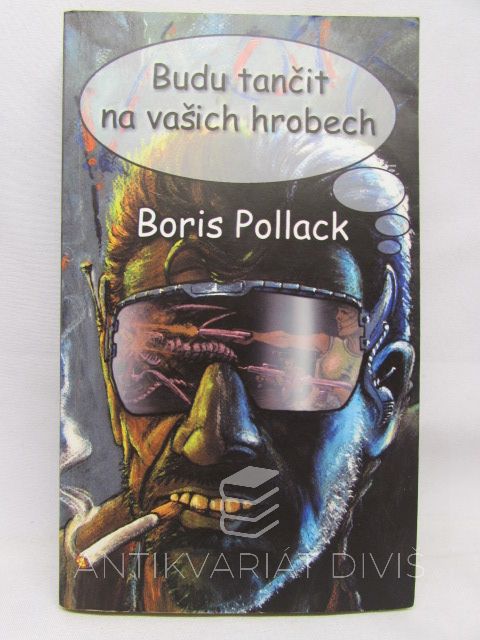 Budu tančit
na vašich hrobech
Boris Pollack
ANTIKVARIÁT DIVIŠ